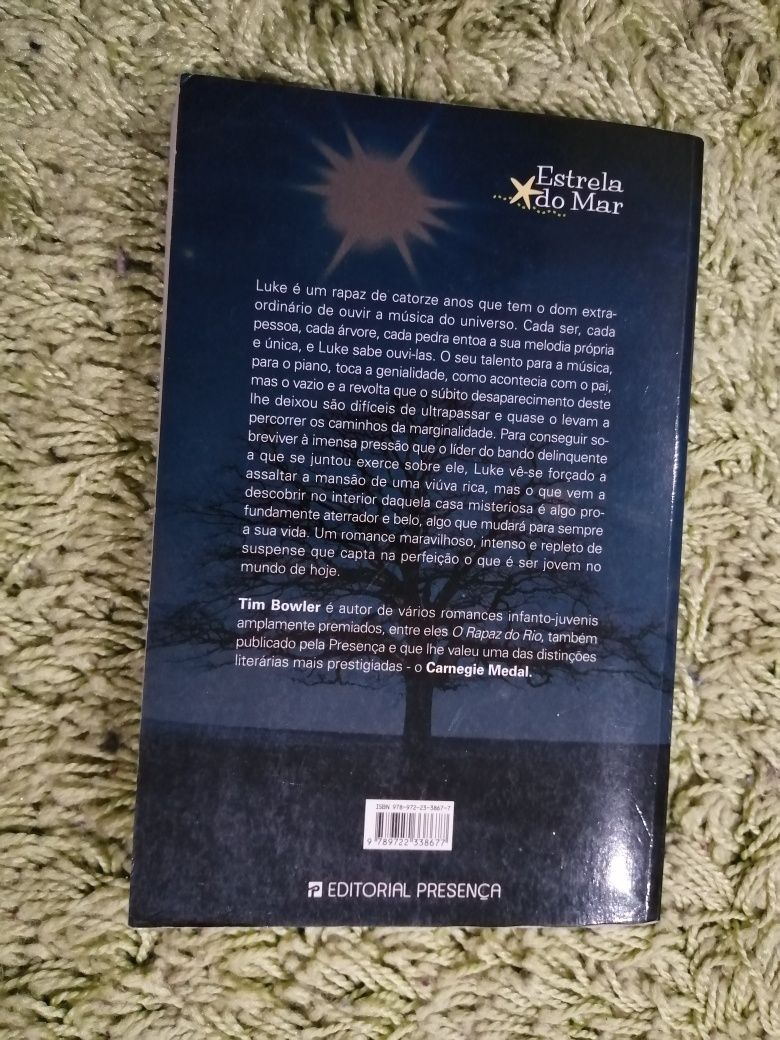 Estrela
do Mar
Luke é um rapaz de catorze anos que tem o dom extra-
ordinário de ouvir a música do universo. Cada ser, cada
pessoa, cada árvore, cada pedra entoa a sua melodia própria
e única, e Luke sabe ouvi-las. O seu talento para a música,
para o piano, toca a genialidade, como acontecia com o pai,
mas o vazio e a revolta que o súbito desaparecimento deste
lhe deixou são difíceis de ultrapassar e quase o levam a
percorrer os caminhos da marginalidade. Para conseguir so-
breviver à imensa pressão que o líder do bando delinquente
a que se juntou exerce sobre ele, Luke vê-se forçado a
assaltar a mansão de uma viúva rica, mas o que vem a
descobrir no interior daquela casa misteriosa é algo pro-
fundamente aterrador e belo, algo que mudará para sempre
a sua vida. Um romance maravilhoso, intenso e repleto de
suspense que capta na perfeição o que é ser jovem no
mundo de hoje.
Tim Bowler é autor de vários romances infanto-juvenis
amplamente premiados, entre eles O Rapaz do Rio, também
publicado pela Presença e que lhe valeu uma das distinções
literárias mais prestigiadas - o Carnegie Medal.
ISBN 978-972-23-3867-7
9 789722 338677
EDITORIAL PRESENÇA